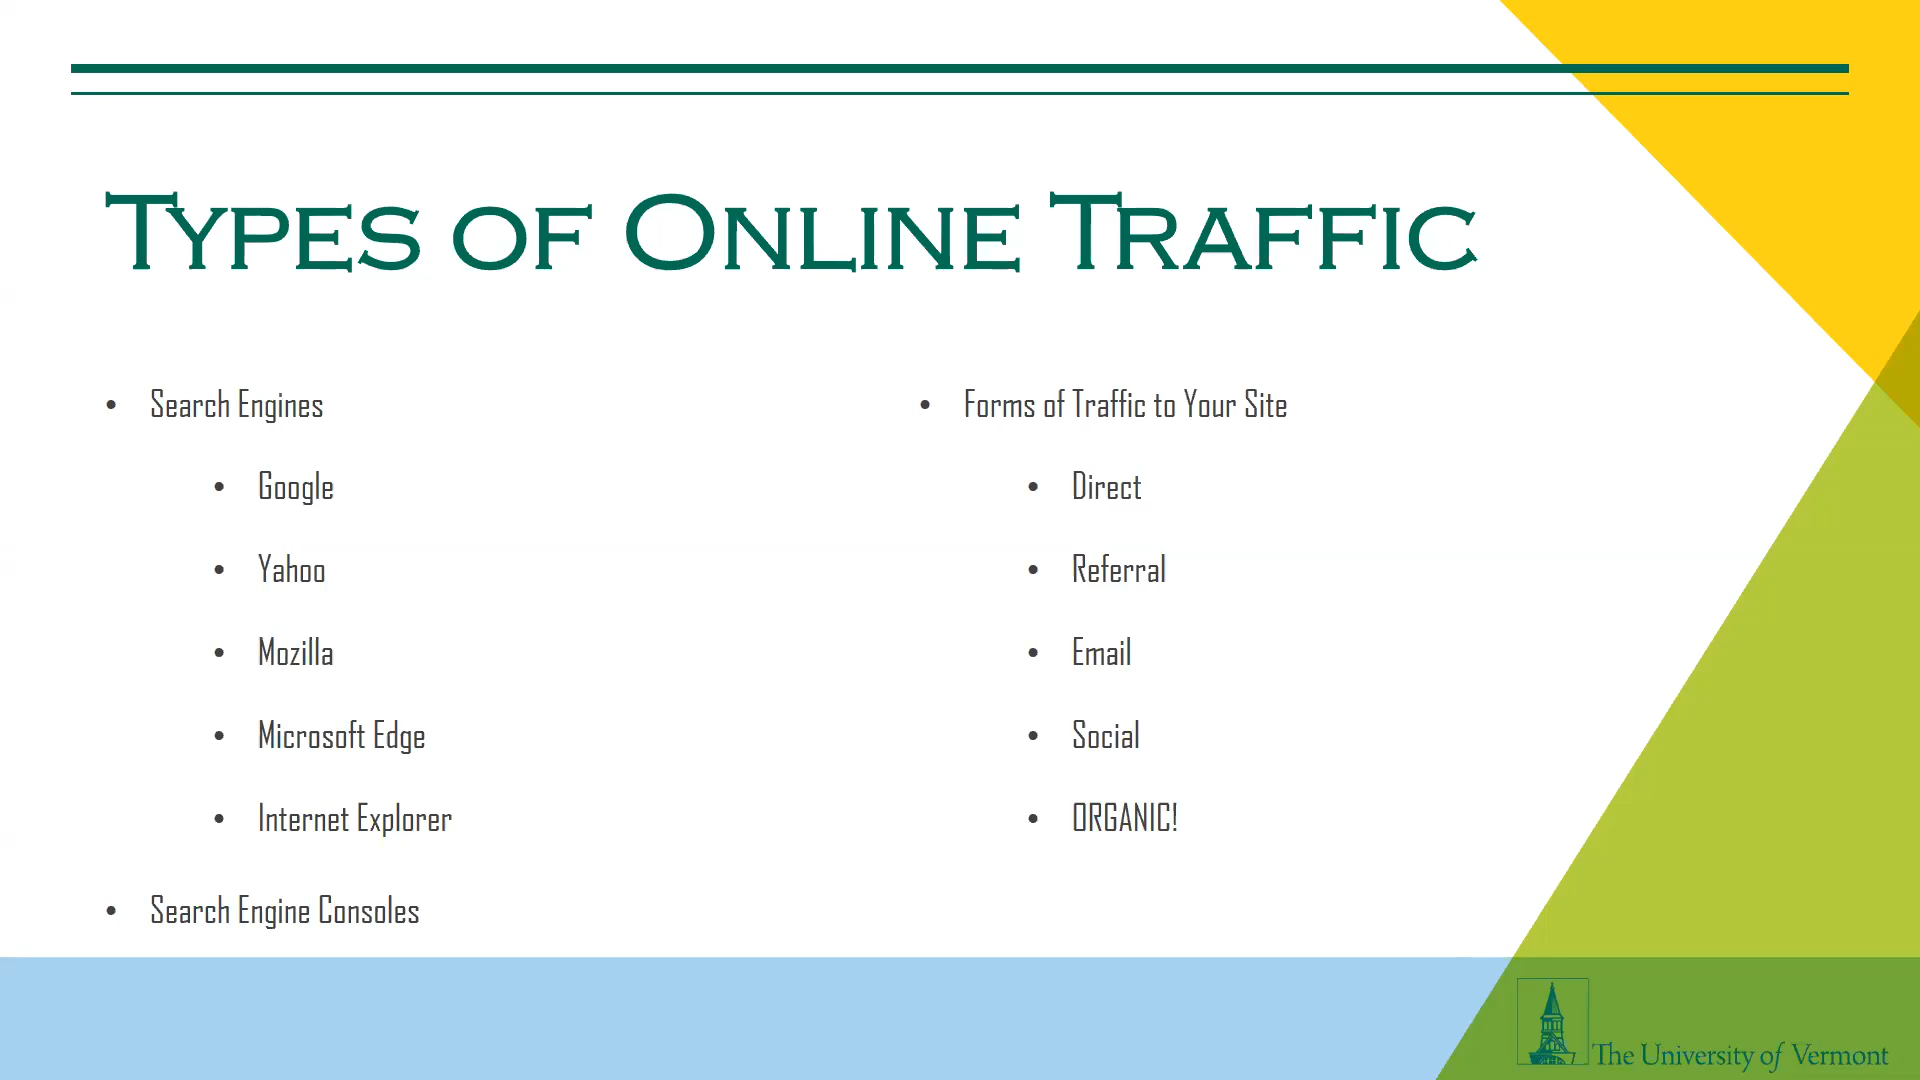 Types of Online Traffic
• Search Engines
• Google
• Yahoo
• Mozilla
• Microsoft Edge
• Internet Explorer
• Search Engine Consoles
• Forms of Traffic to Your Site
• Direct
• Referral
• Email
• Social
• ORGANIC!
The University of Vermont